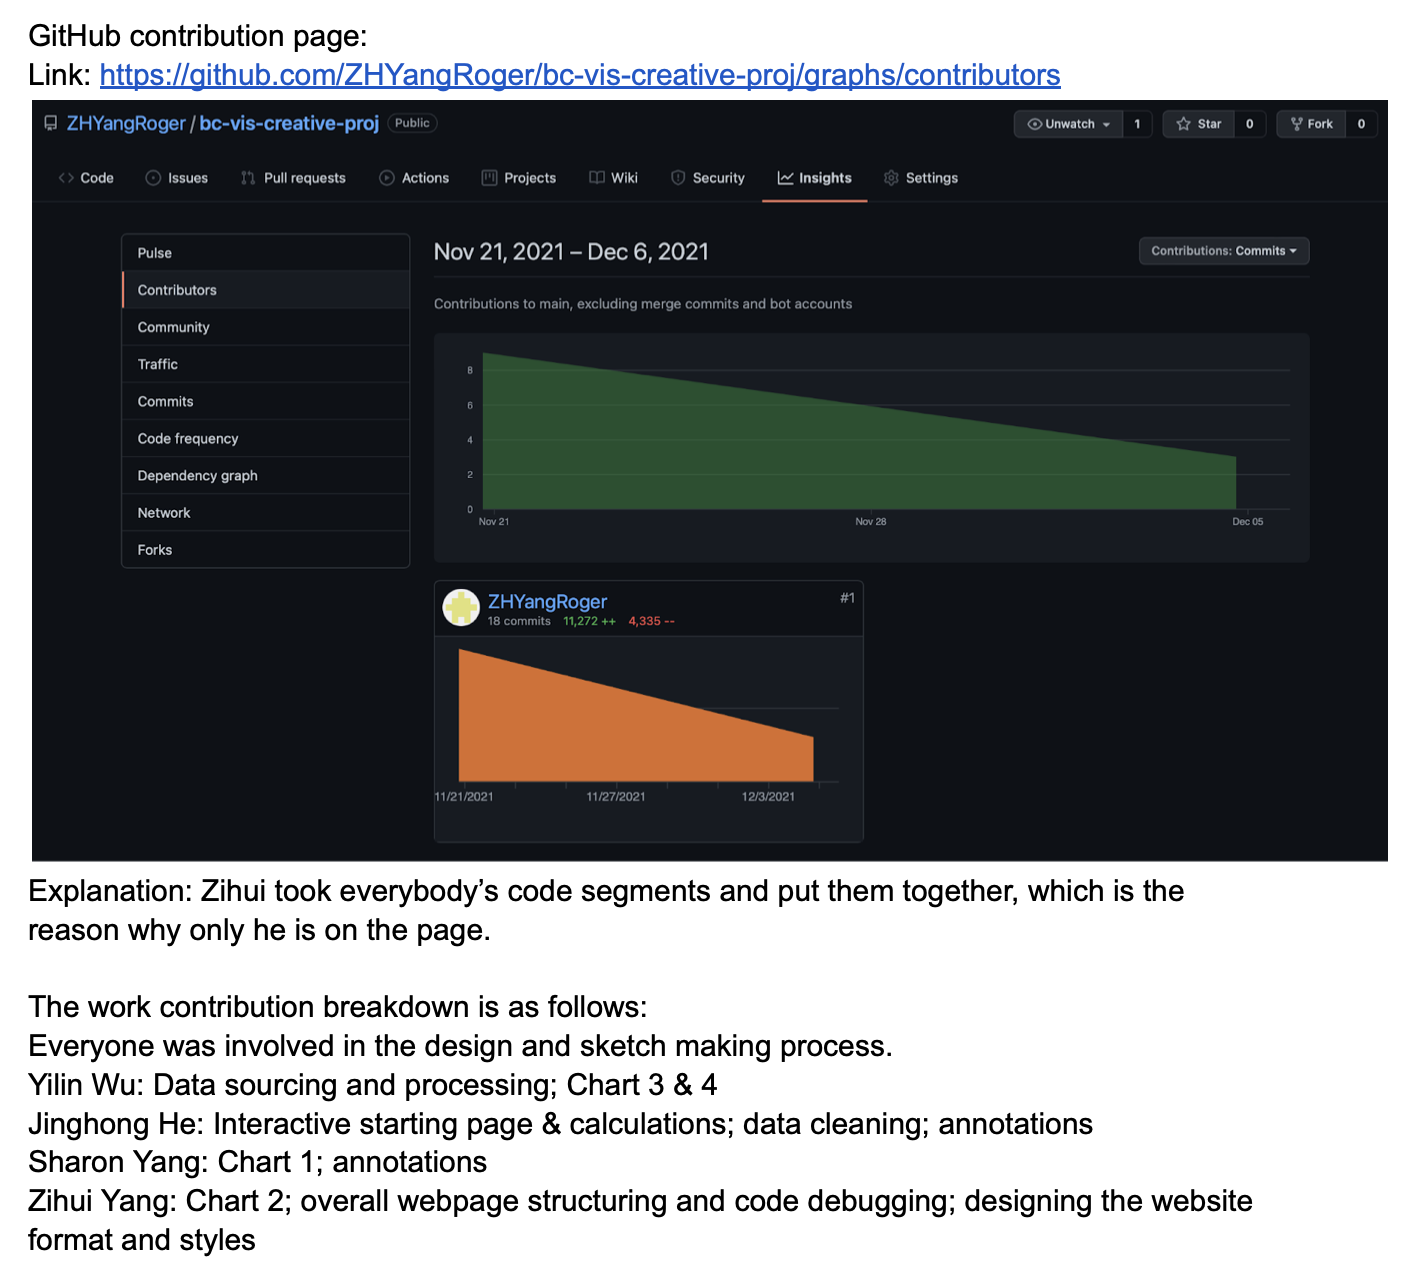 GitHub contribution page:
Link: https://github.com/ZHYangRoger/bc-vis-creative-proj/graphs/contributors
ZHYangRoger / bc-vis-creative-proj Public Unwatch 1 Star 0 Fork 0
Code Issues Pull requests Actions Projects Wiki Security Insights Settings
Pulse
Contributors
Community
Traffic
Commits
Code frequency
Dependency graph
Network
Forks
Nov 21, 2021 – Dec 6, 2021 Contributions: Commits
Contributions to main, excluding merge commits and bot accounts
8
6
4
2
0
Nov 21 Nov 28 Dec 05
ZHYangRoger #1
18 commits 11,272 ++ 4,335 --
11/21/2021 11/27/2021 12/3/2021
Explanation: Zihui took everybody’s code segments and put them together, which is the
reason why only he is on the page.
The work contribution breakdown is as follows:
Everyone was involved in the design and sketch making process.
Yilin Wu: Data sourcing and processing; Chart 3 & 4
Jinghong He: Interactive starting page & calculations; data cleaning; annotations
Sharon Yang: Chart 1; annotations
Zihui Yang: Chart 2; overall webpage structuring and code debugging; designing the website
format and styles